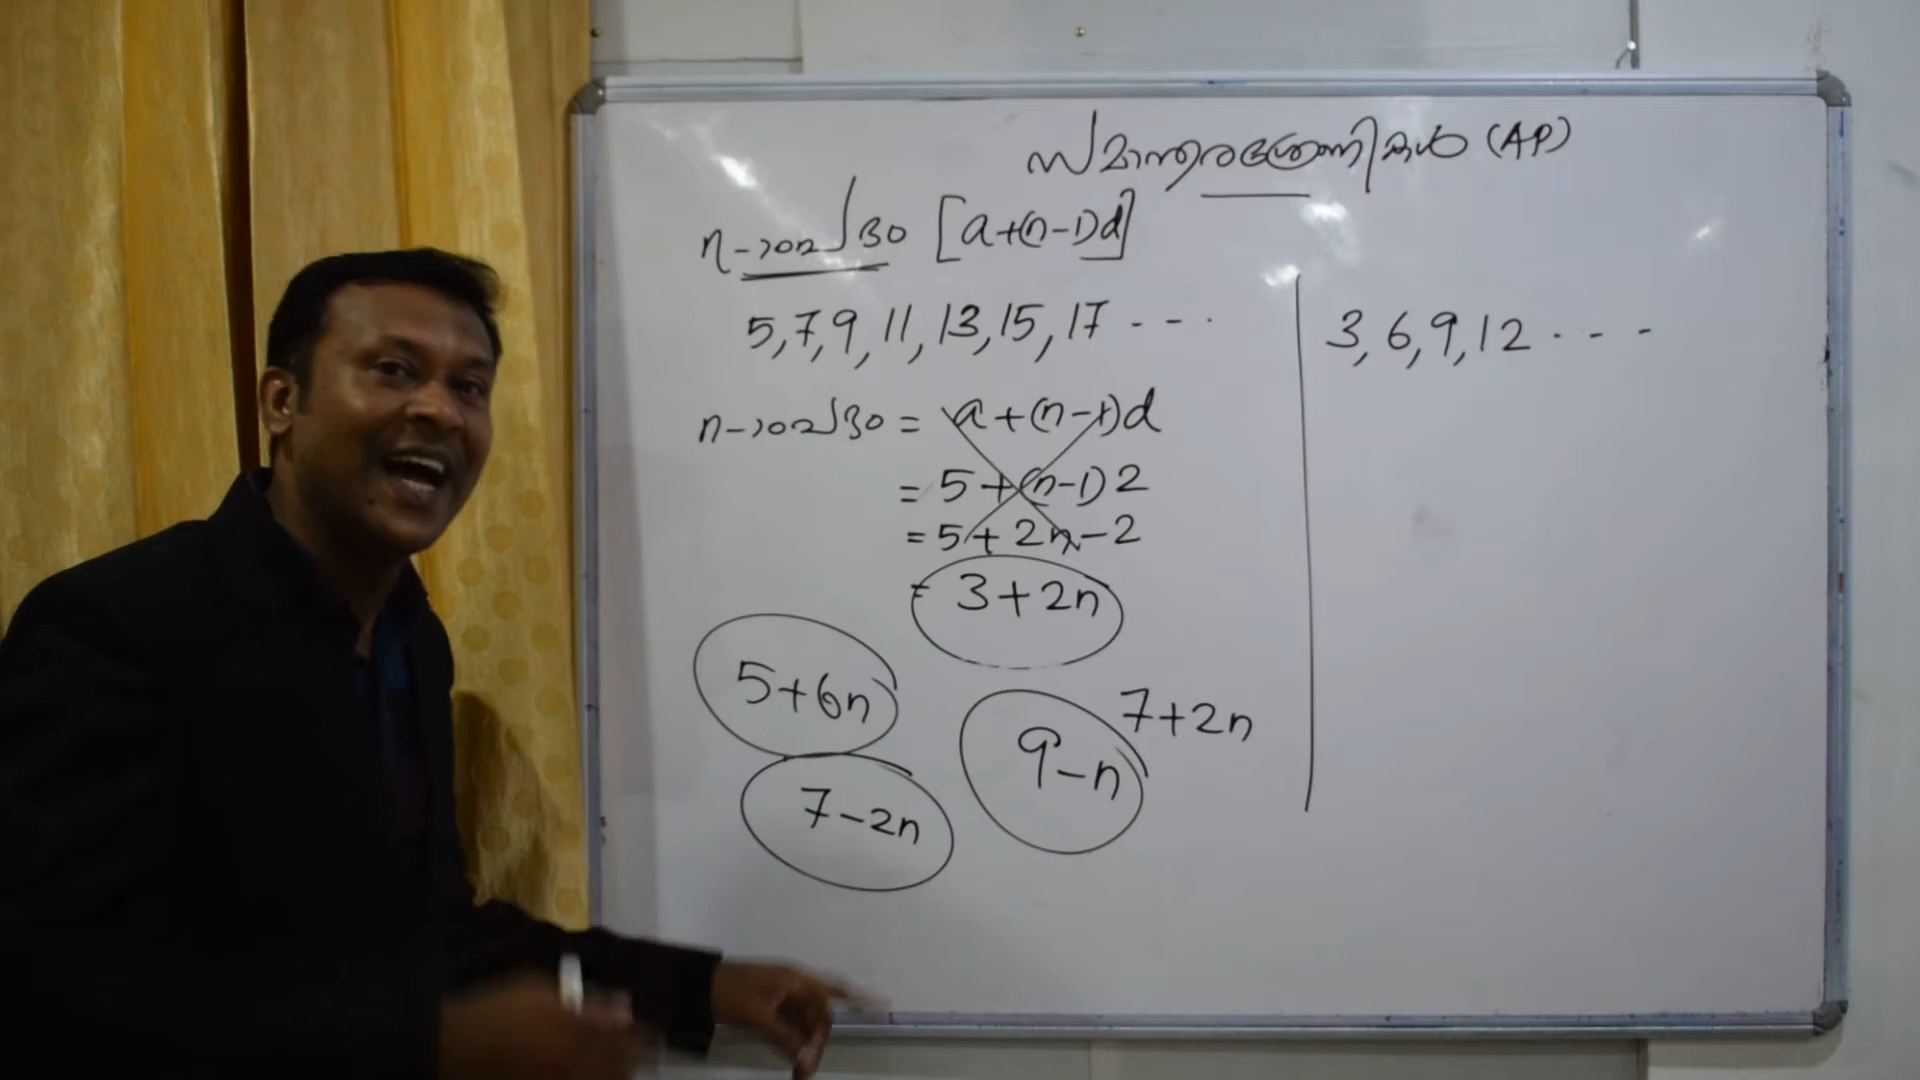 സമാന്തരശ്രേണികൾ (AP)
n-ാംപദം [a+(n-1)d]
5,7,9,11,13,15,17 ---.
n-ാംപദം = a+(n-1)d
= 5+(n-1)2
= 5+2n-2
= 3+2n
5+6n
7+2n
9-n
7-2n
3,6,9,12 ----